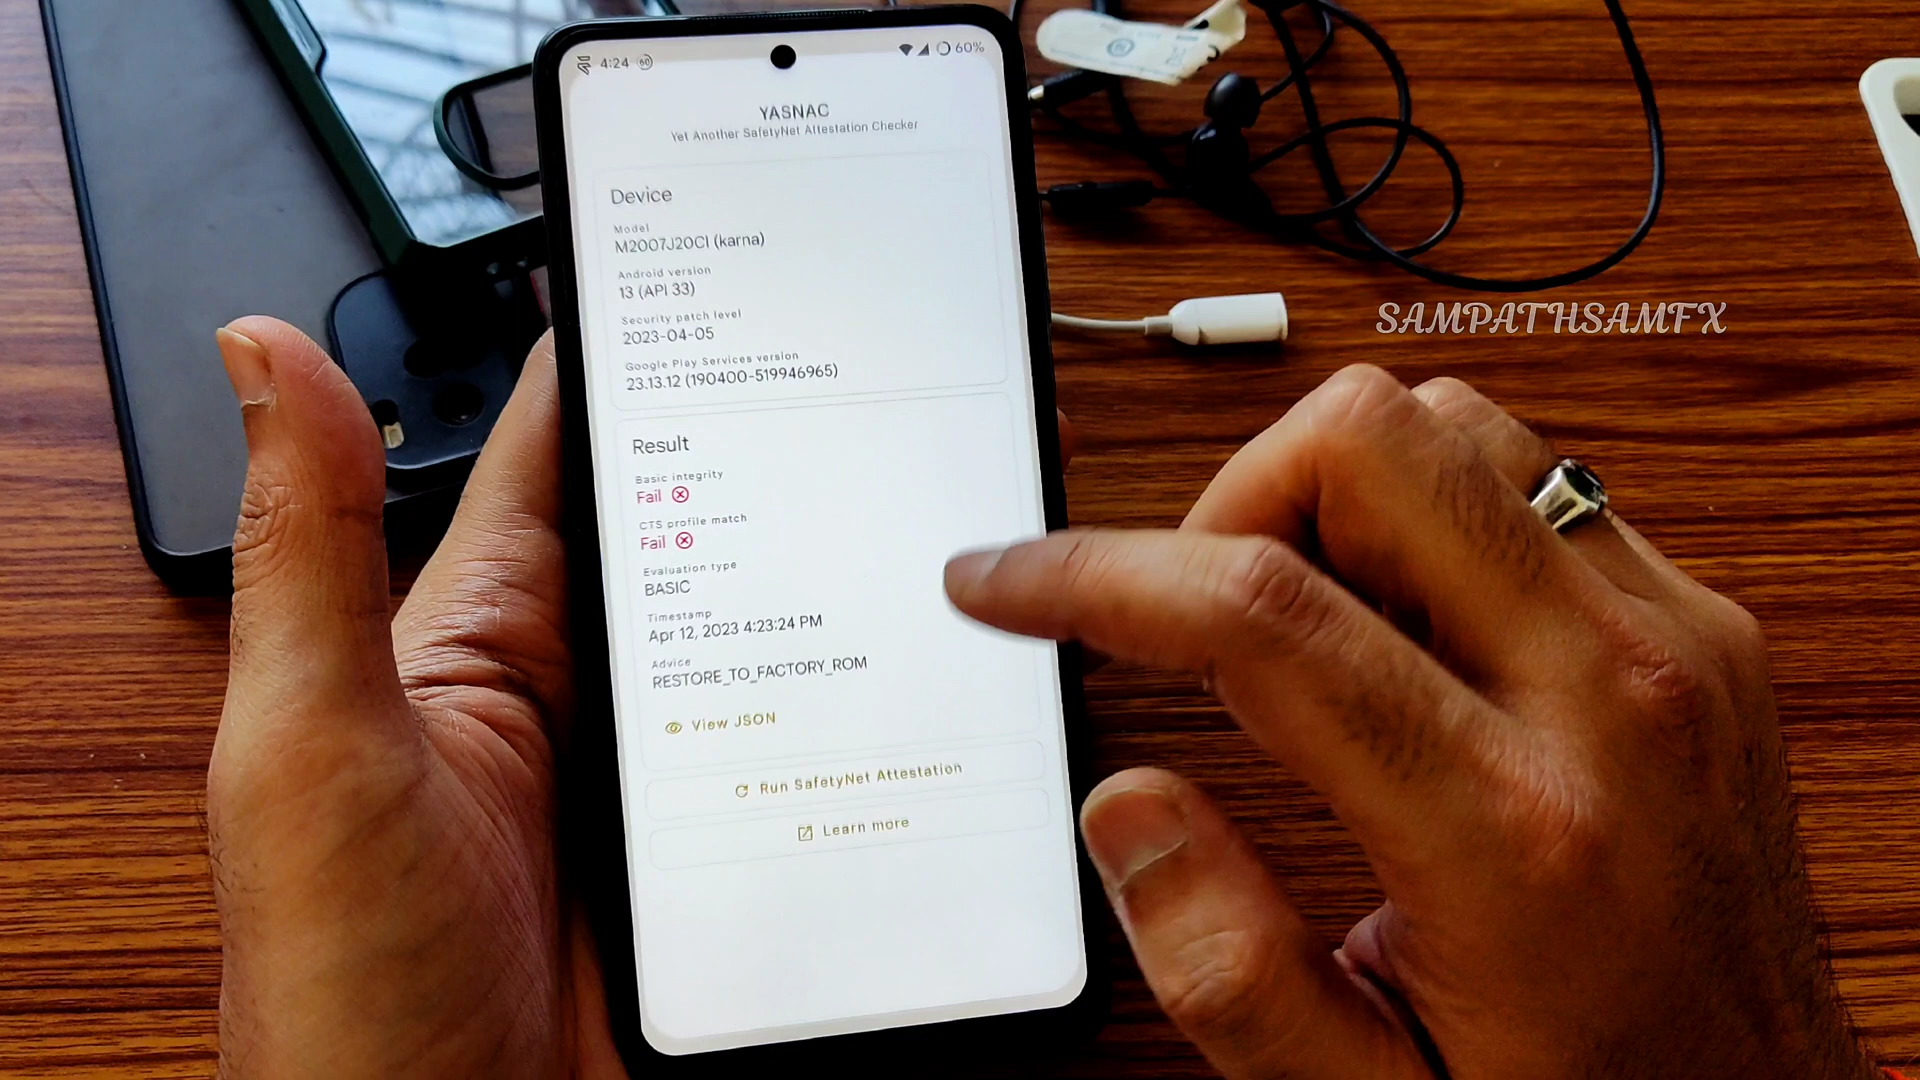 4:24 60
60%
YASNAC
Yet Another SafetyNet Attestation Checker
Device
Model
M2007J20CI (karna)
Android version
13 (API 33)
Security patch level
2023-04-05
Google Play Services version
23.13.12 (190400-519946965)
SAMPATHSAMFX
Result
Basic integrity
Fail
CTS profile match
Fail
Evaluation type
BASIC
Timestamp
Apr 12, 2023 4:23:24 PM
Advice
RESTORE_TO_FACTORY_ROM
View JSON
Run SafetyNet Attestation
Learn more